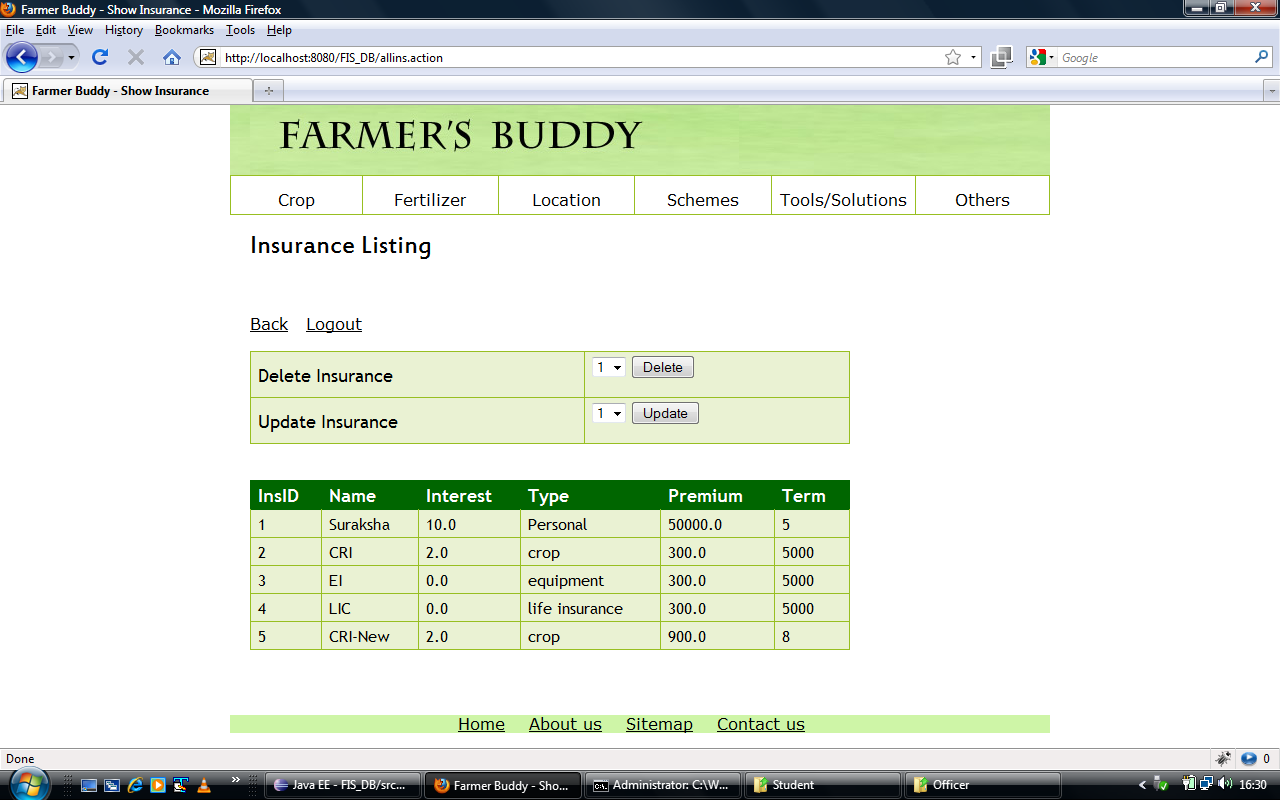 Farmer Buddy - Show Insurance - Mozilla Firefox
File Edit View History Bookmarks Tools Help
http://localhost:8080/FIS_DB/allins.action Google
Farmer Buddy - Show Insurance
FARMER'S BUDDY
Crop Fertilizer Location Schemes Tools/Solutions Others
Insurance Listing
Back Logout
Delete Insurance 1 Delete
Update Insurance 1 Update
InsID Name Interest Type Premium Term
1 Suraksha 10.0 Personal 50000.0 5
2 CRI 2.0 crop 300.0 5000
3 EI 0.0 equipment 300.0 5000
4 LIC 0.0 life insurance 300.0 5000
5 CRI-New 2.0 crop 900.0 8
Home About us Sitemap Contact us
Done 0
Java EE - FIS_DB/src... Farmer Buddy - Sho... Administrator: C:\W... Student Officer 16:30